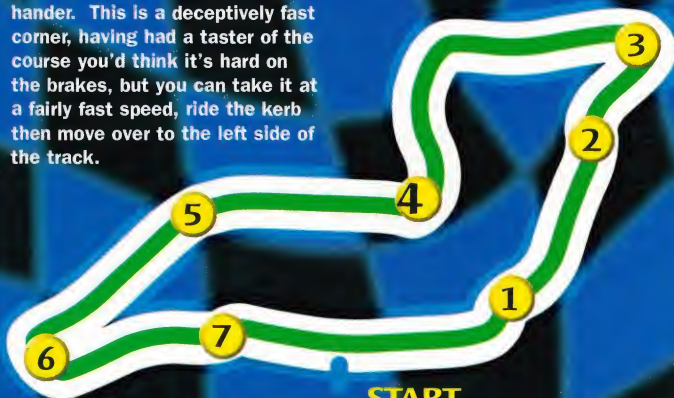 hander. This is a deceptively fast
corner, having had a taster of the
course you'd think it's hard on
the brakes, but you can take it at
a fairly fast speed, ride the kerb
then move over to the left side of
the track.
3
2
4
5
1
7
6
START